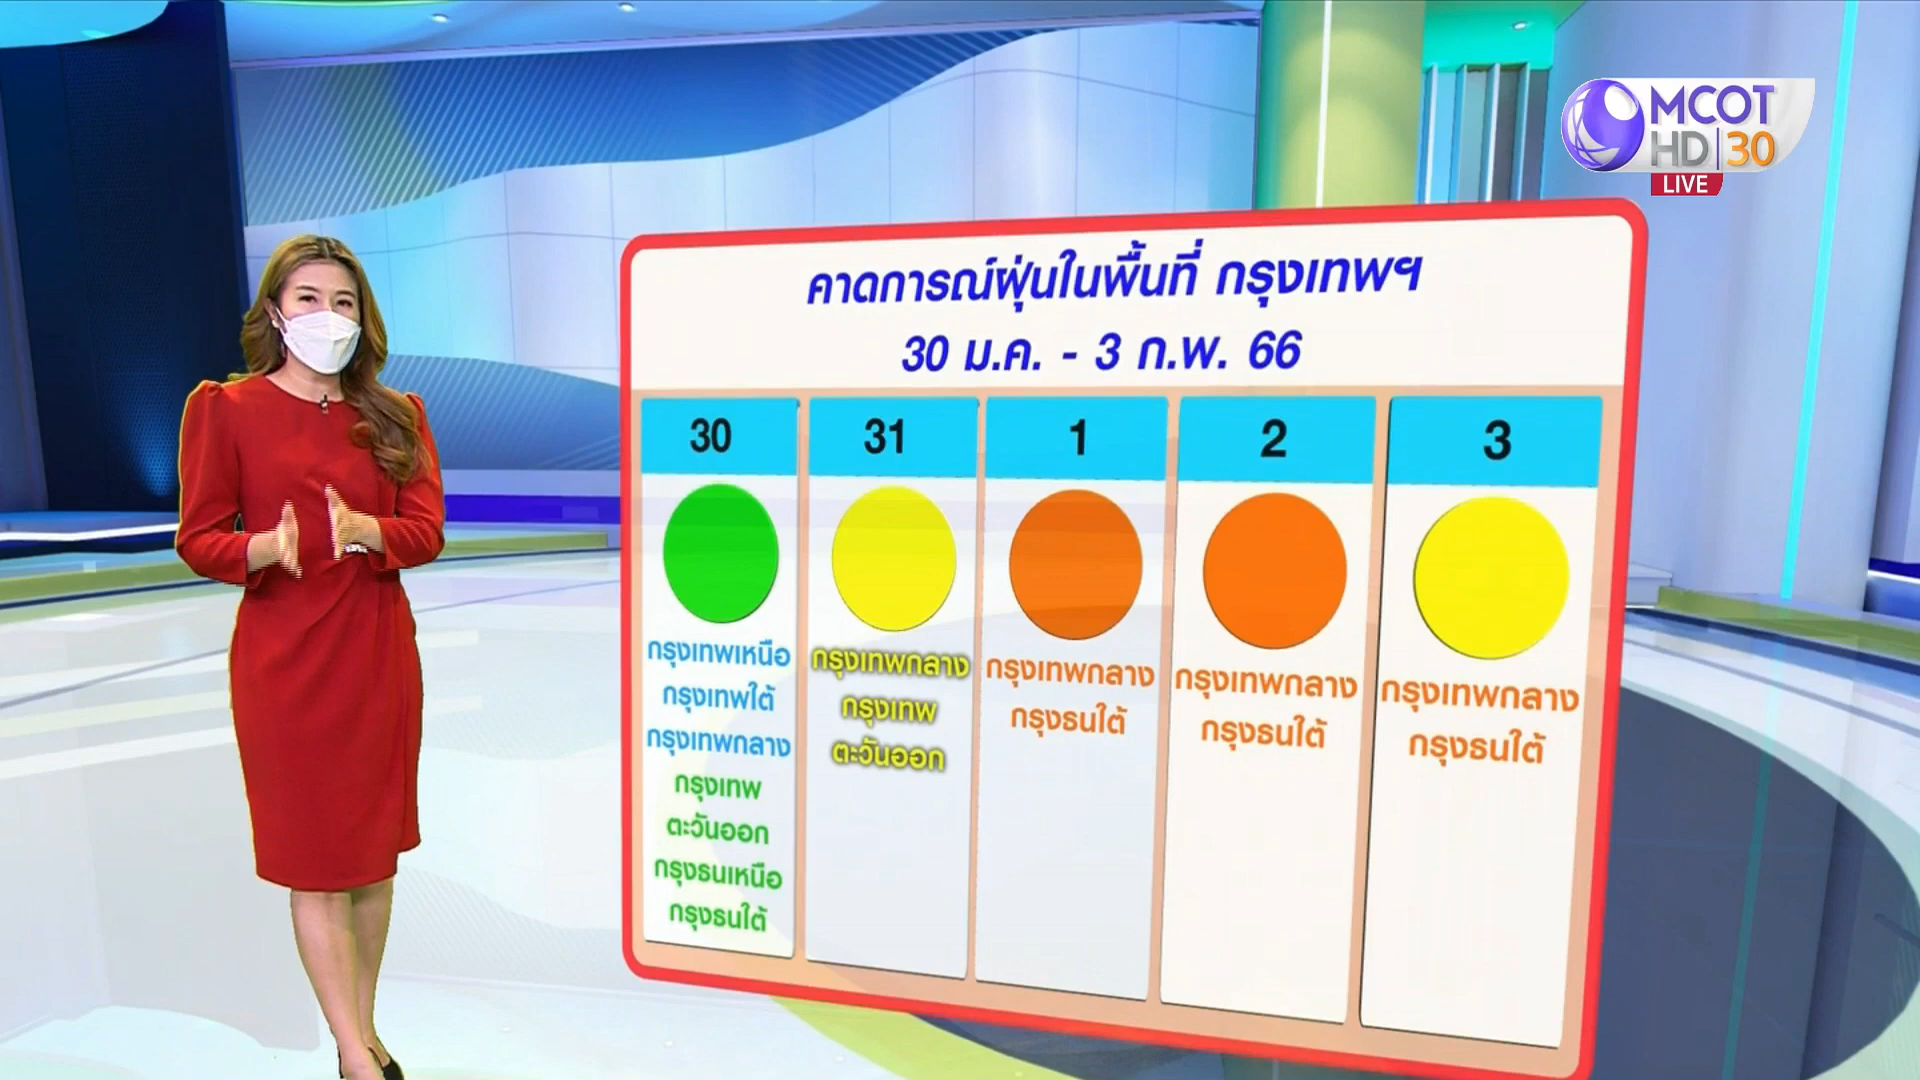 MCOT
HD 30
LIVE
คาดการณ์ฝุ่นในพื้นที่ กรุงเทพฯ
30 ม.ค. - 3 ก.พ. 66
30
กรุงเทพเหนือ
กรุงเทพใต้
กรุงเทพกลาง
กรุงเทพ
ตะวันออก
กรุงธนเหนือ
กรุงธนใต้
31
กรุงเทพกลาง
กรุงเทพ
ตะวันออก
1
กรุงเทพกลาง
กรุงธนใต้
2
กรุงเทพกลาง
กรุงธนใต้
3
กรุงเทพกลาง
กรุงธนใต้